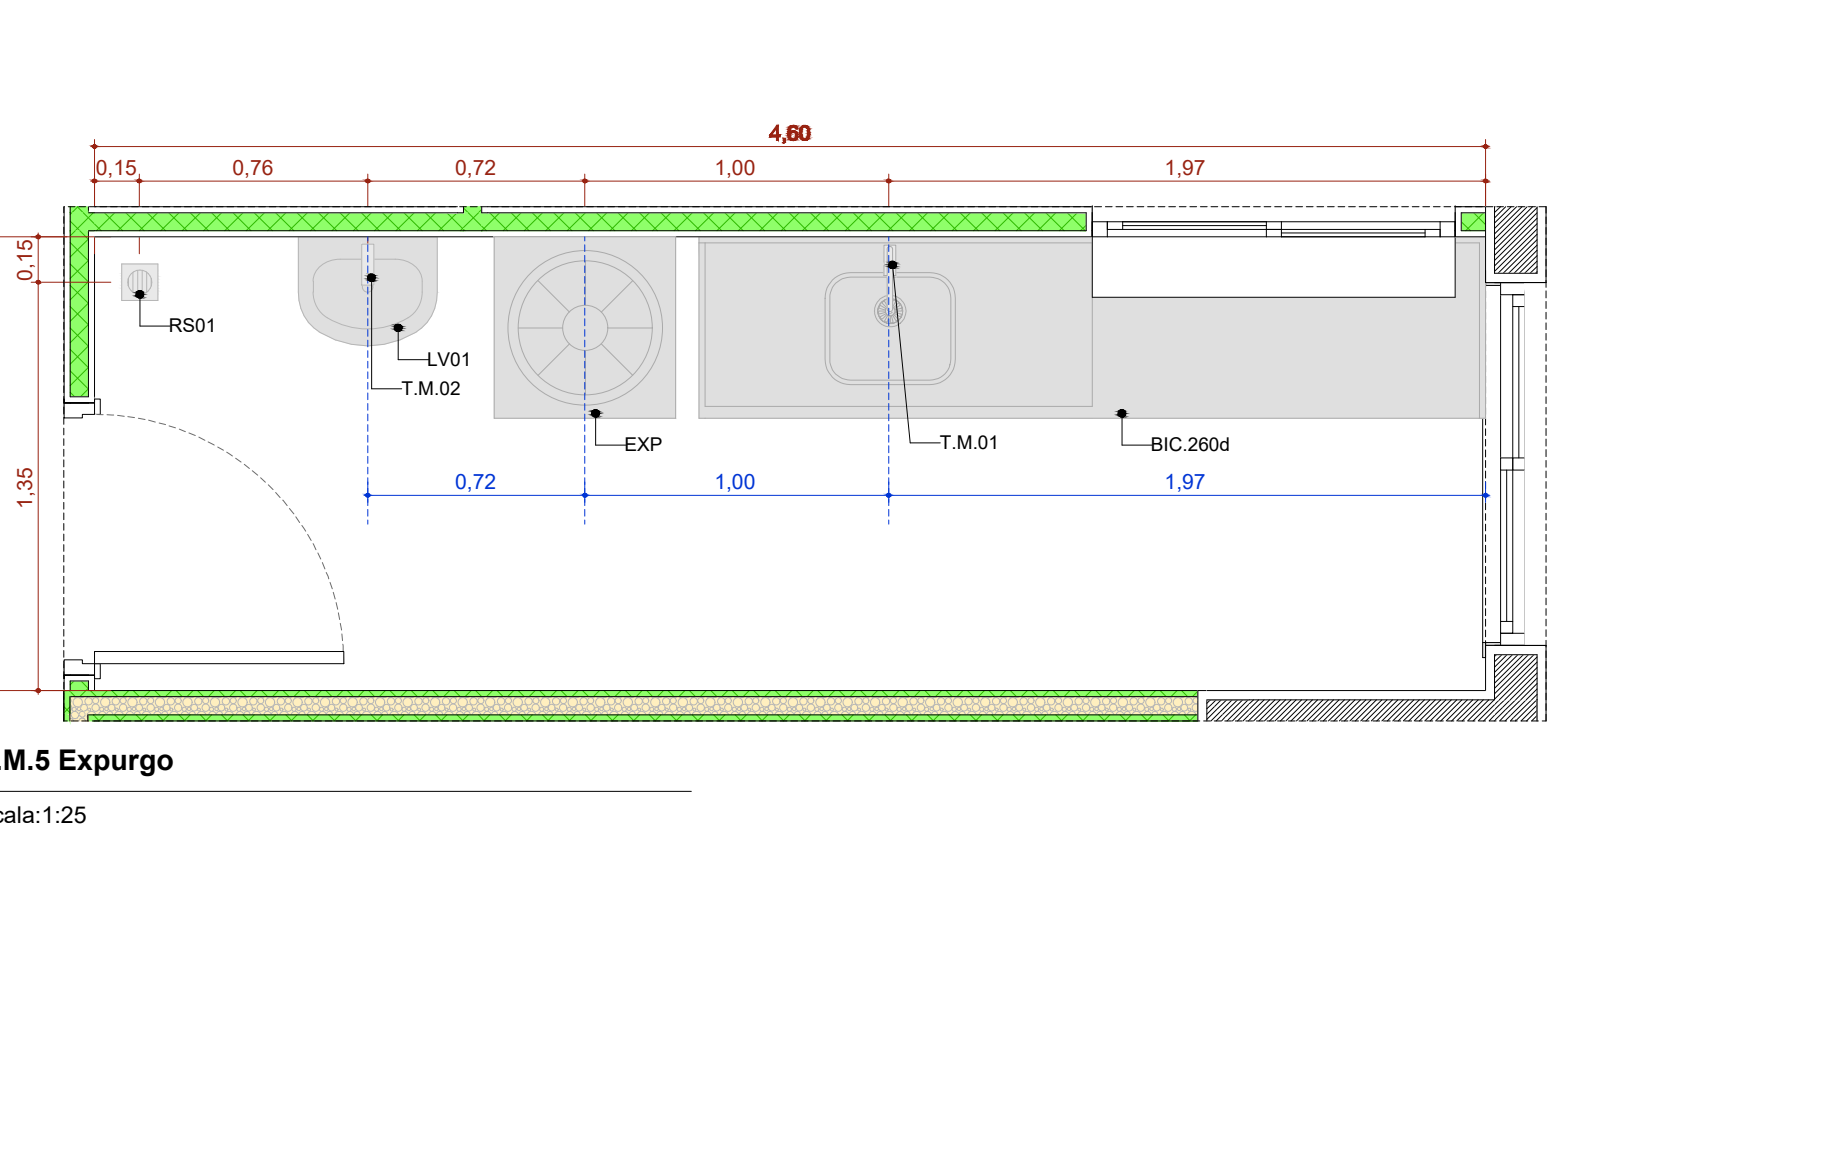 4,60
0,15 0,76 0,72 1,00 1,97
0,15
RS01
LV01
T.M.02
EXP
T.M.01
BIC.260d
1,35
0,72 1,00 1,97
.M.5 Expurgo
cala:1:25